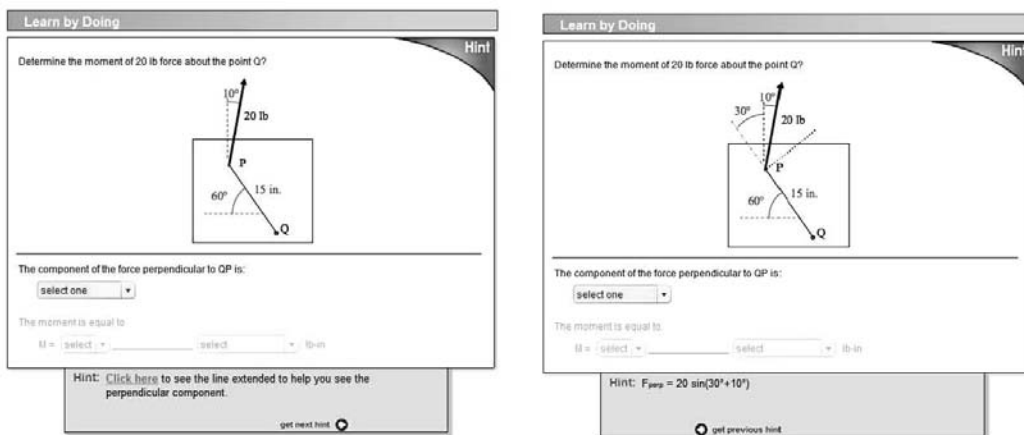 Learn by Doing
Hint
Determine the moment of 20 lb force about the point Q?
10°
20 lb
P
60°
15 in.
Q
The component of the force perpendicular to QP is:
select one
The moment is equal to
M = select select lb-in
Hint: Click here to see the line extended to help you see the
perpendicular component.
get next hint
Learn by Doing
Hint
Determine the moment of 20 lb force about the point Q?
30°
10°
20 lb
P
60°
15 in.
Q
The component of the force perpendicular to QP is:
select one
The moment is equal to
M = select select lb-in
Hint: Fperp = 20 sin(30°+10°)
get previous hint